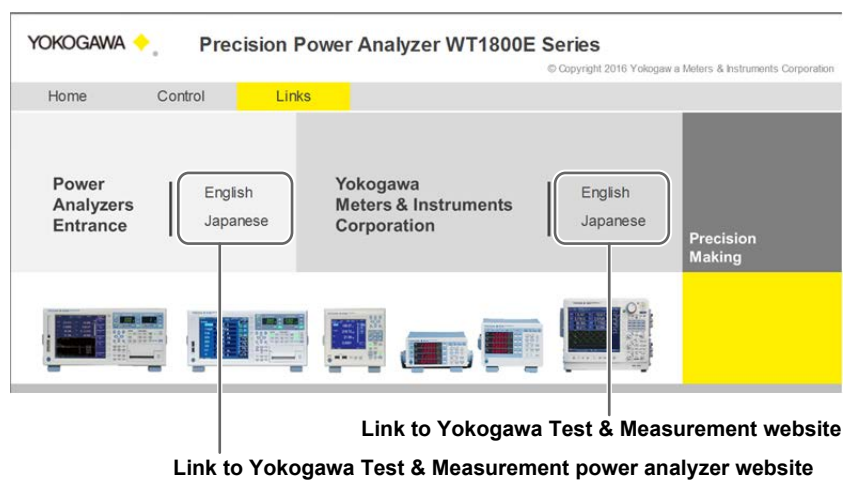 YOKOGAWA
Precision Power Analyzer WT1800E Series
© Copyright 2016 Yokogawa Meters & Instruments Corporation
Home Control Links
Power
Analyzers
Entrance
English
Japanese
Yokogawa
Meters & Instruments
Corporation
English
Japanese
Precision
Making
Link to Yokogawa Test & Measurement website
Link to Yokogawa Test & Measurement power analyzer website